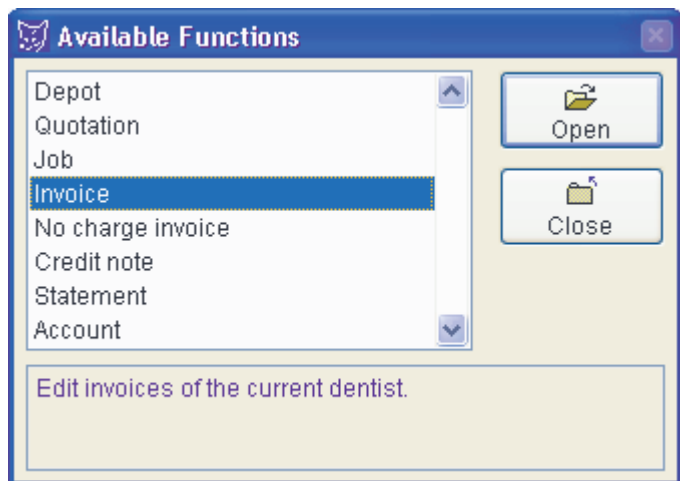 Available Functions
Depot
Quotation
Job
Invoice
No charge invoice
Credit note
Statement
Account
Open
Close
Edit invoices of the current dentist.